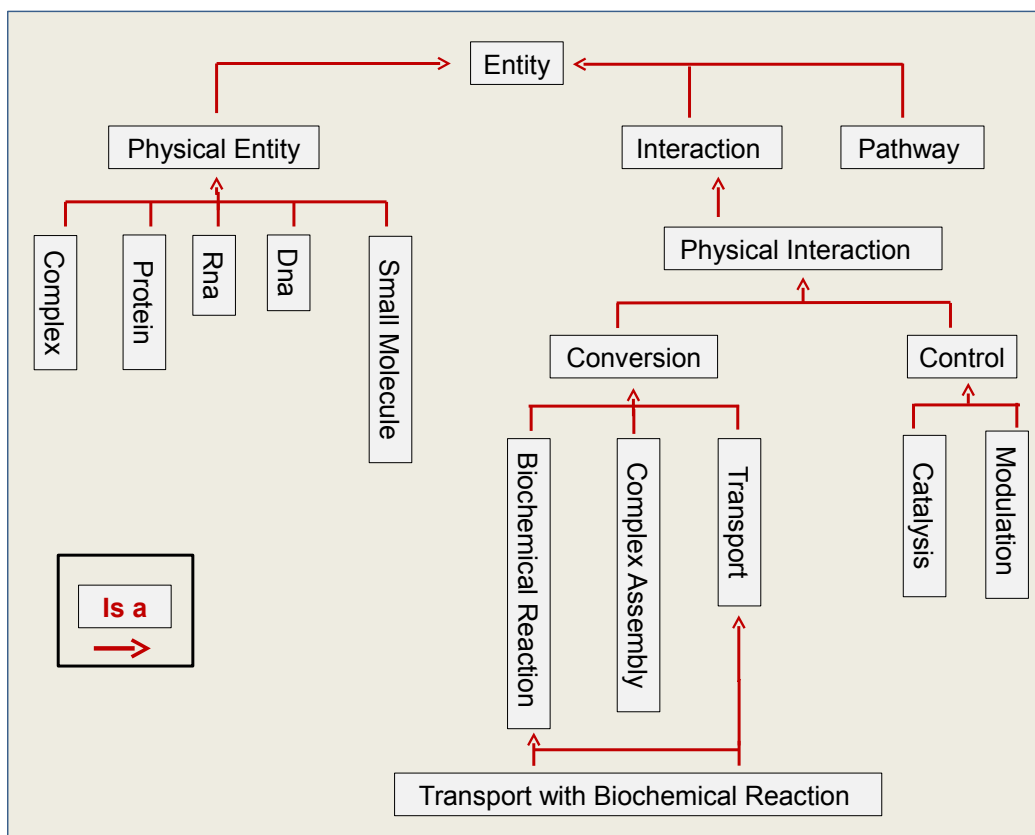 Entity
Physical Entity
Interaction
Pathway
Complex
Protein
Rna
Dna
Small Molecule
Physical Interaction
Conversion
Control
Biochemical Reaction
Complex Assembly
Transport
Catalysis
Modulation
Is a
Transport with Biochemical Reaction